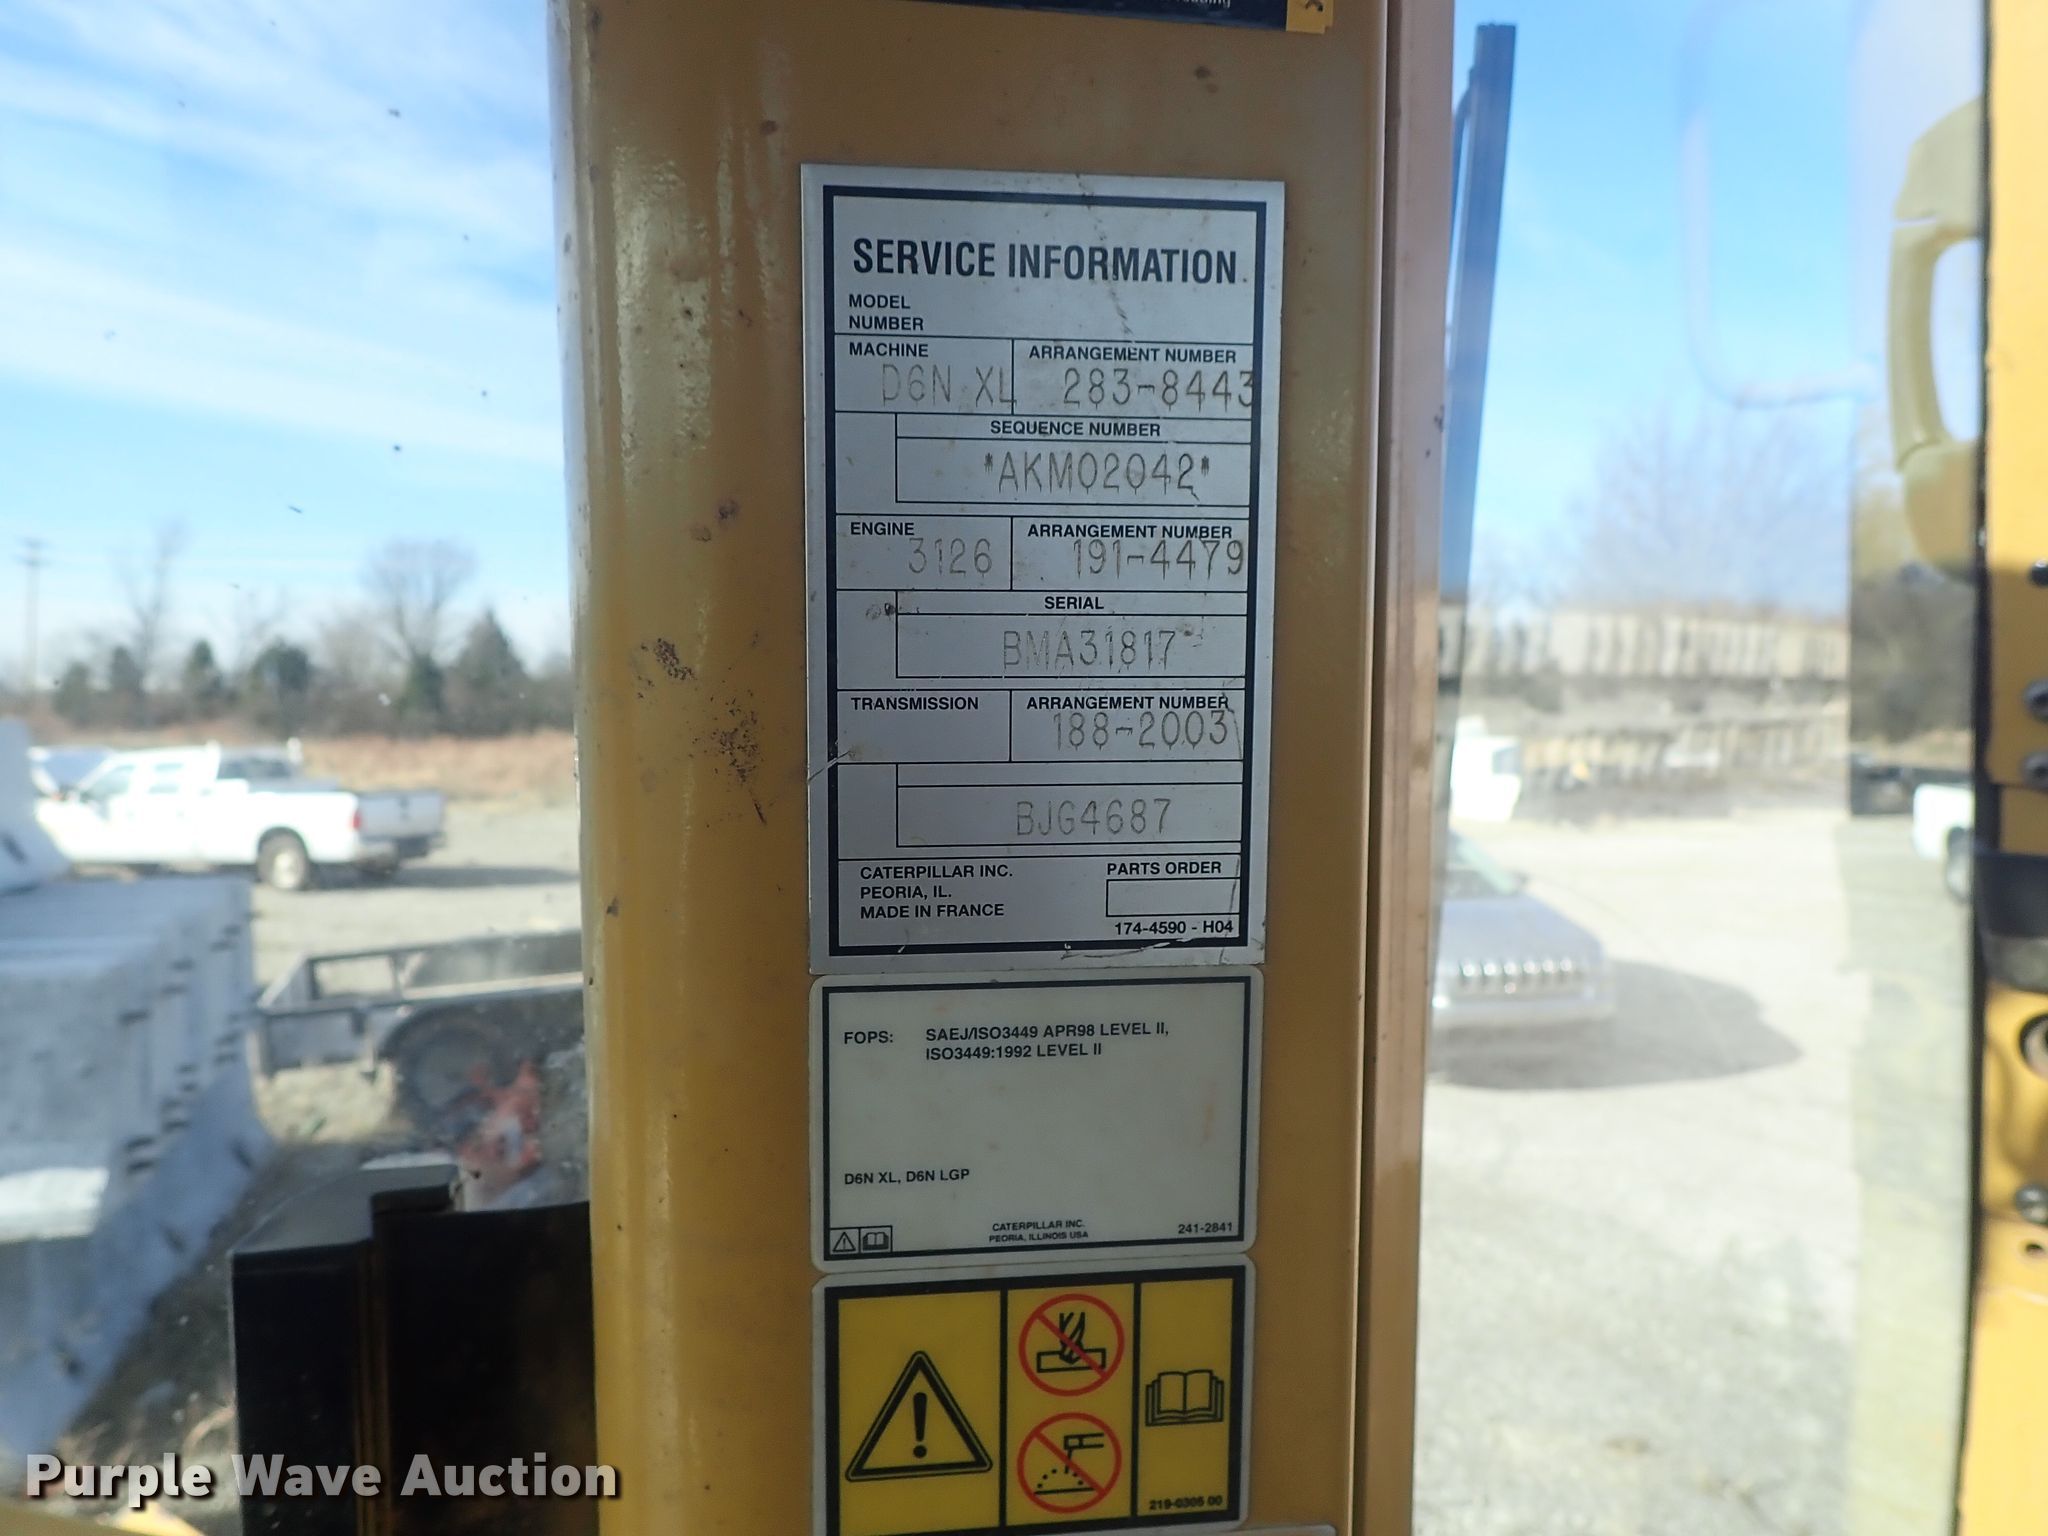 SERVICE INFORMATION
MODEL
NUMBER
MACHINE ARRANGEMENT NUMBER
D6N XL 283-8443
SEQUENCE NUMBER
*AKM02042*
ENGINE ARRANGEMENT NUMBER
3126 191-4479
SERIAL
BMA31817
TRANSMISSION ARRANGEMENT NUMBER
188-2003
BJG4687
CATERPILLAR INC. PARTS ORDER
PEORIA, IL.
MADE IN FRANCE
174-4590 - H04
FOPS: SAEJ/ISO3449 APR98 LEVEL II,
ISO3449:1992 LEVEL II
D6N XL, D6N LGP
CATERPILLAR INC. 241-2841
PEORIA, ILLINOIS USA
219-0305 00
Purple Wave Auction